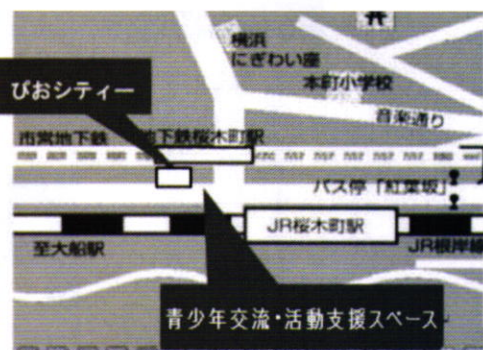 横浜
にぎわい座
本町小学校
ぴおシティー
音楽通り
市営地下鉄
地下鉄桜木町駅
バス停「紅葉坂」
JR桜木町駅
至大船駅
JR根岸線
青少年交流・活動支援スペース